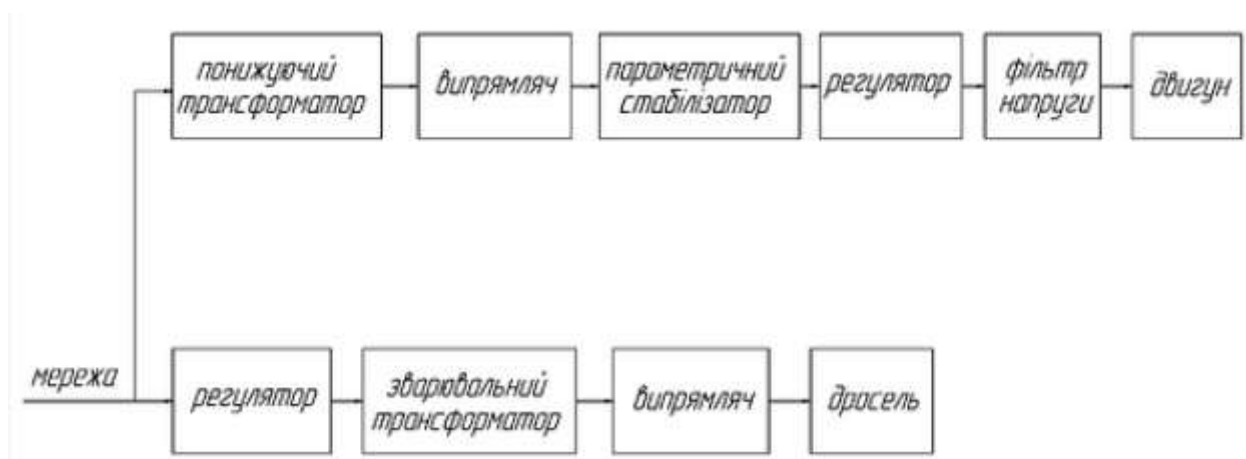 понижуючий
трансформатор
випрямляч
параметричний
стабілізатор
регулятор
фільтр
напруги
двигун
мережа
регулятор
зварювальний
трансформатор
випрямляч
дросель